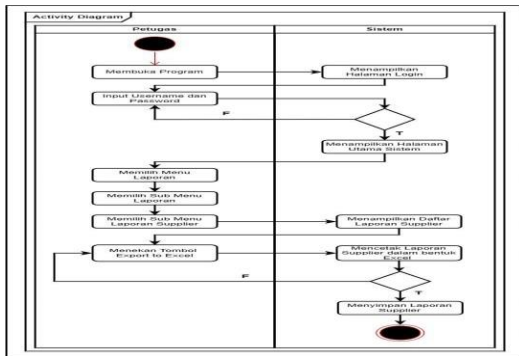 Activity Diagram
Petugas
Sistem
Membuka Program
Menampilkan
Halaman Login
Input Username dan
Password
F
T
Menampilkan Halaman
Utama Sistem
Memilih Menu
Laporan
Memilih Sub Menu
Laporan
Memilih Sub Menu
Laporan Supplier
Menampilkan Daftar
Laporan Supplier
Menekan Tombol
Export to Excel
Mencetak Laporan
Supplier dalam bentuk
Excel
F
T
Menyimpan Laporan
Supplier